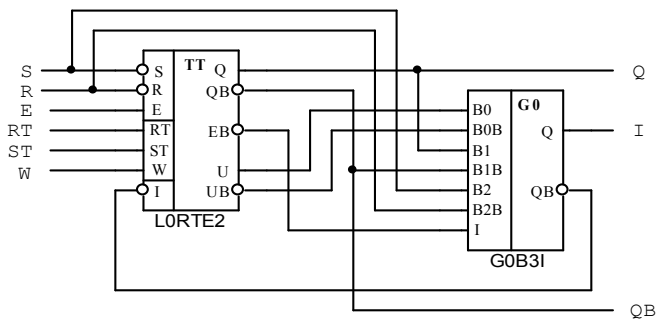 S
R
E
RT
ST
W
S
R
E
RT
ST
W
I
TT
Q
QB
EB
U
UB
L0RTE2
B0
B0B
B1
B1B
B2
B2B
I
G0
Q
QB
G0B3I
Q
I
QB